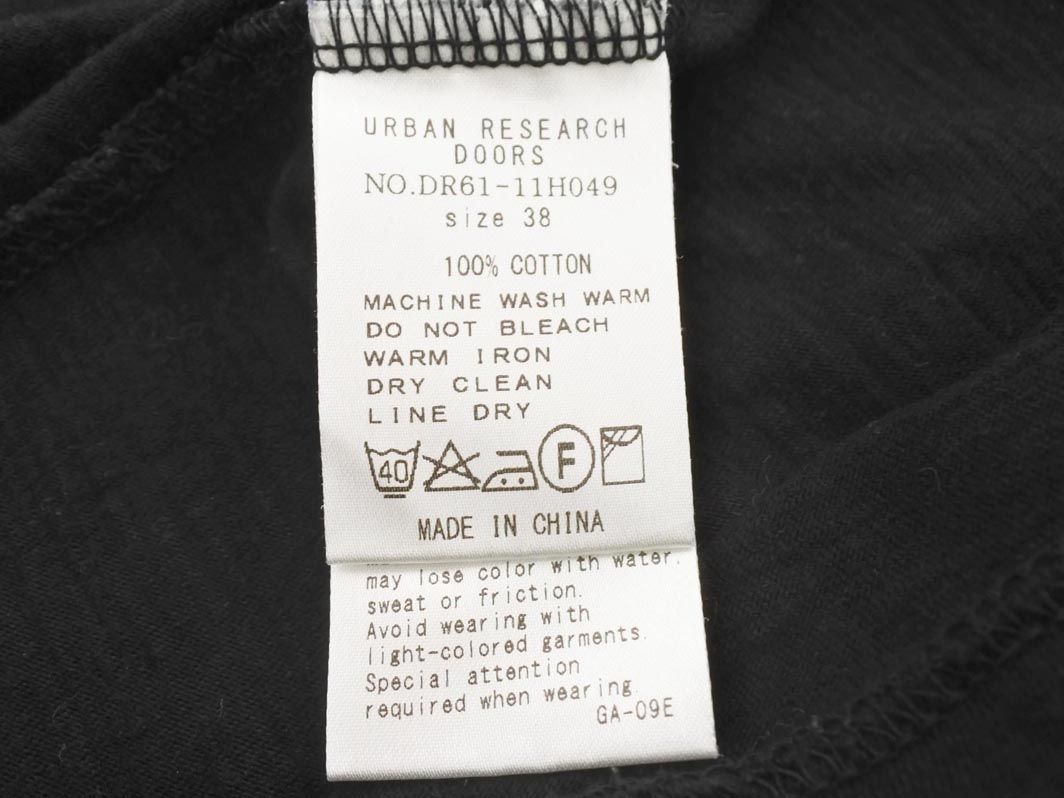 URBAN RESEARCH
DOORS
NO.DR61-11H049
size 38
100% COTTON
MACHINE WASH WARM
DO NOT BLEACH
WARM IRON
DRY CLEAN
LINE DRY
40 F
MADE IN CHINA
may lose color with water,
sweat or friction.
Avoid wearing with
light-colored garments.
Special attention
required when wearing.
GA-09E